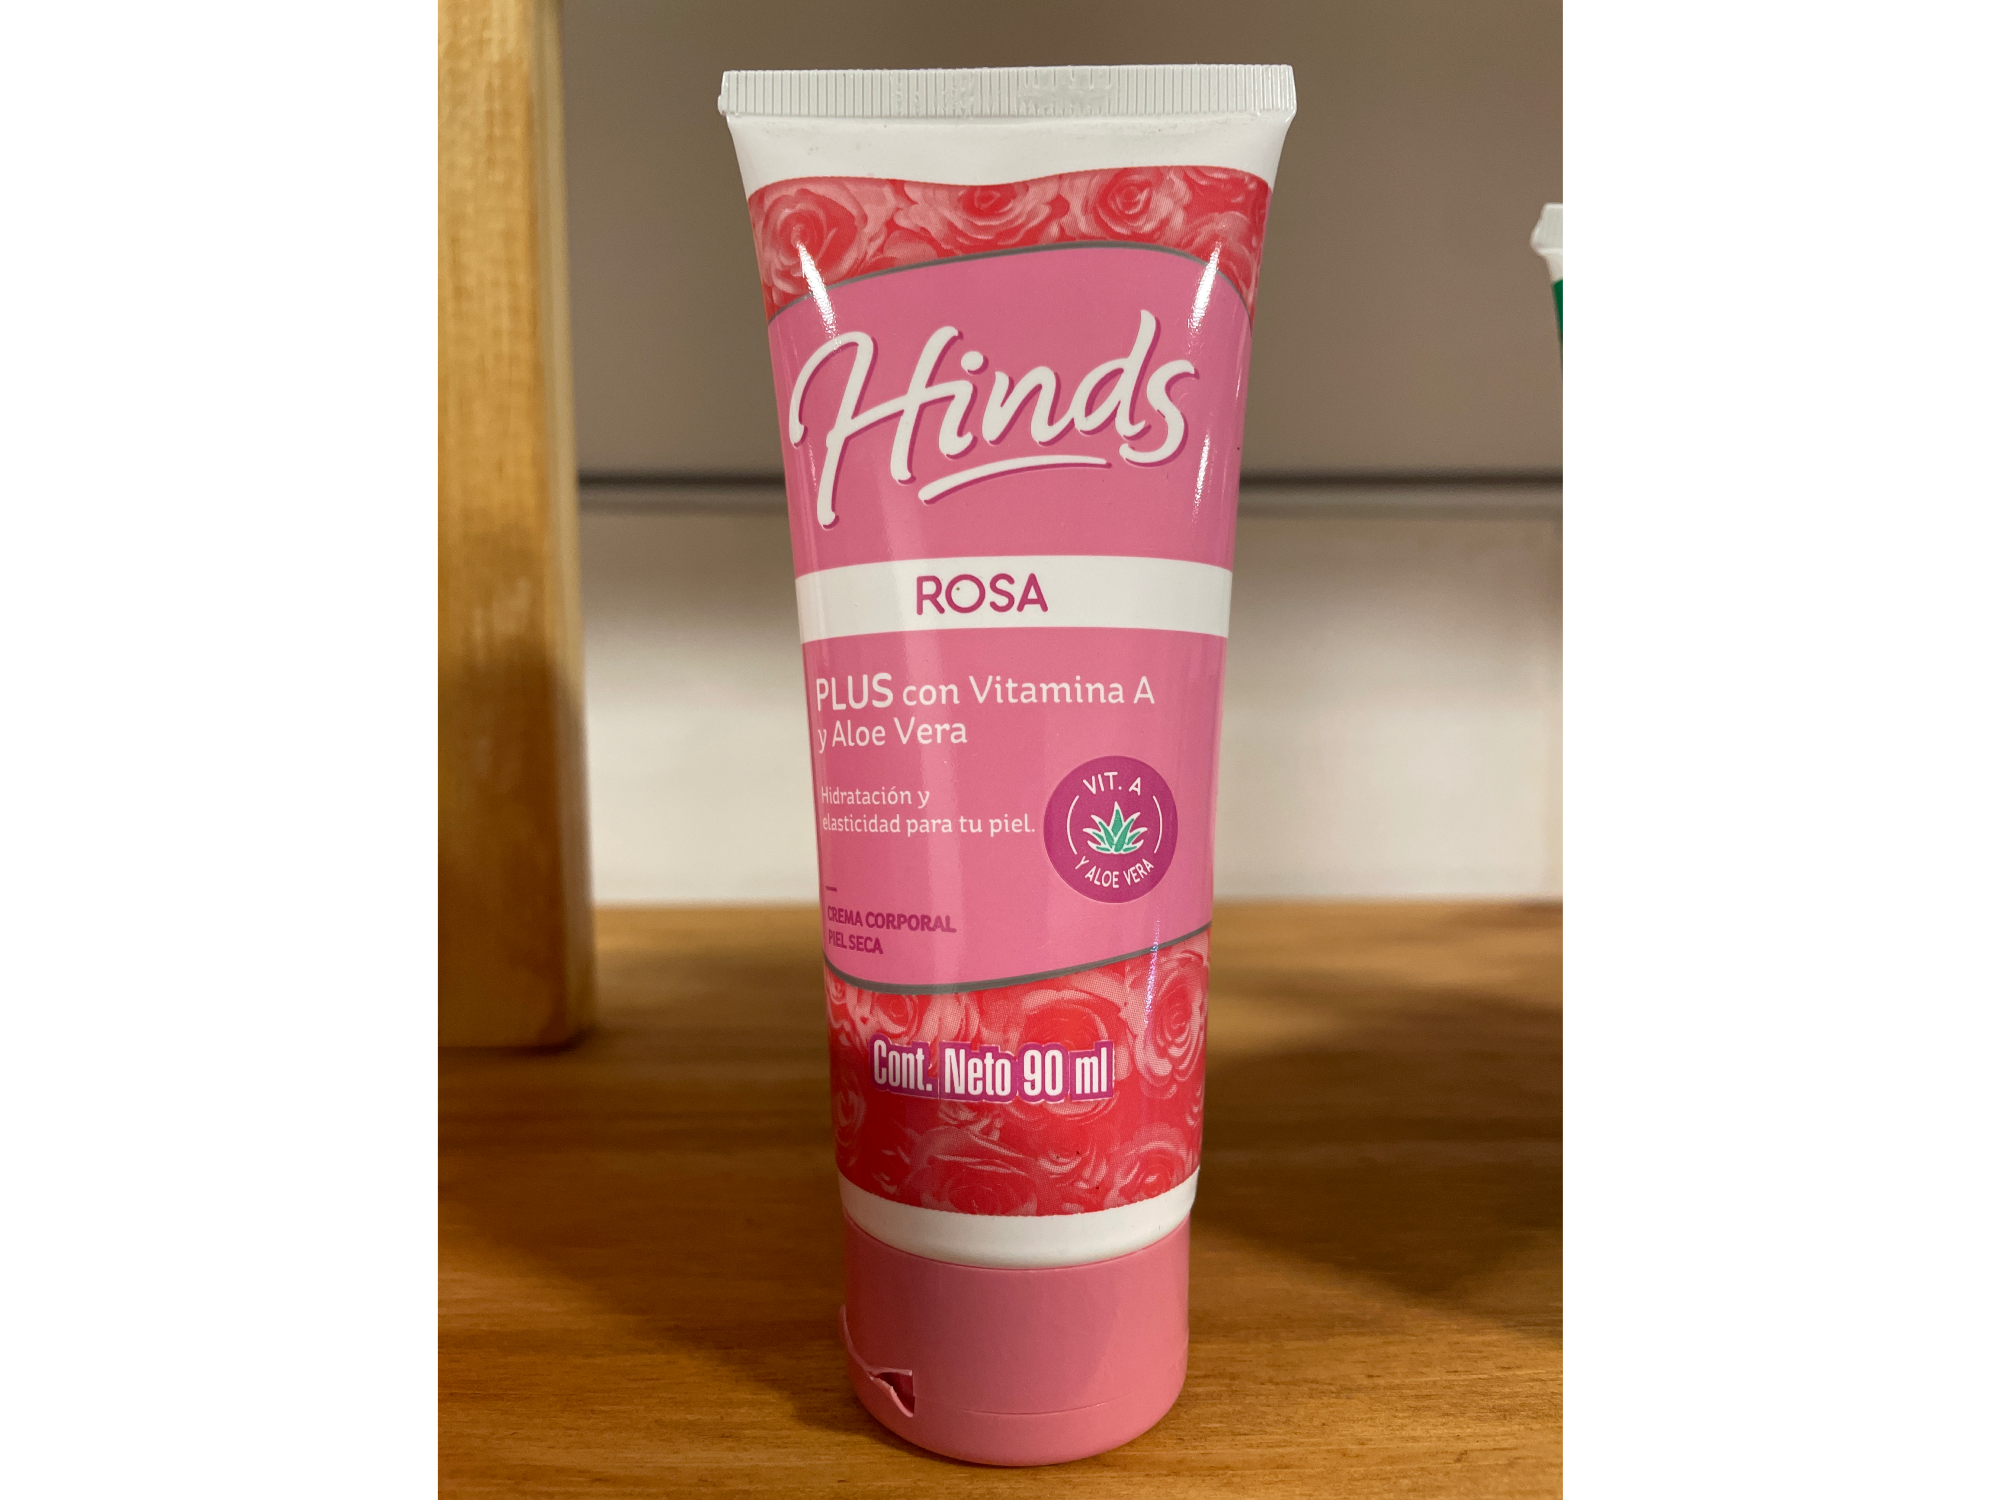 Hinds
ROSA
PLUS con Vitamina A
y Aloe Vera
Hidratación y
elasticidad para tu piel.
VIT. A
Y ALOE VERA
CREMA CORPORAL
PIEL SECA
Cont. Neto 90 ml